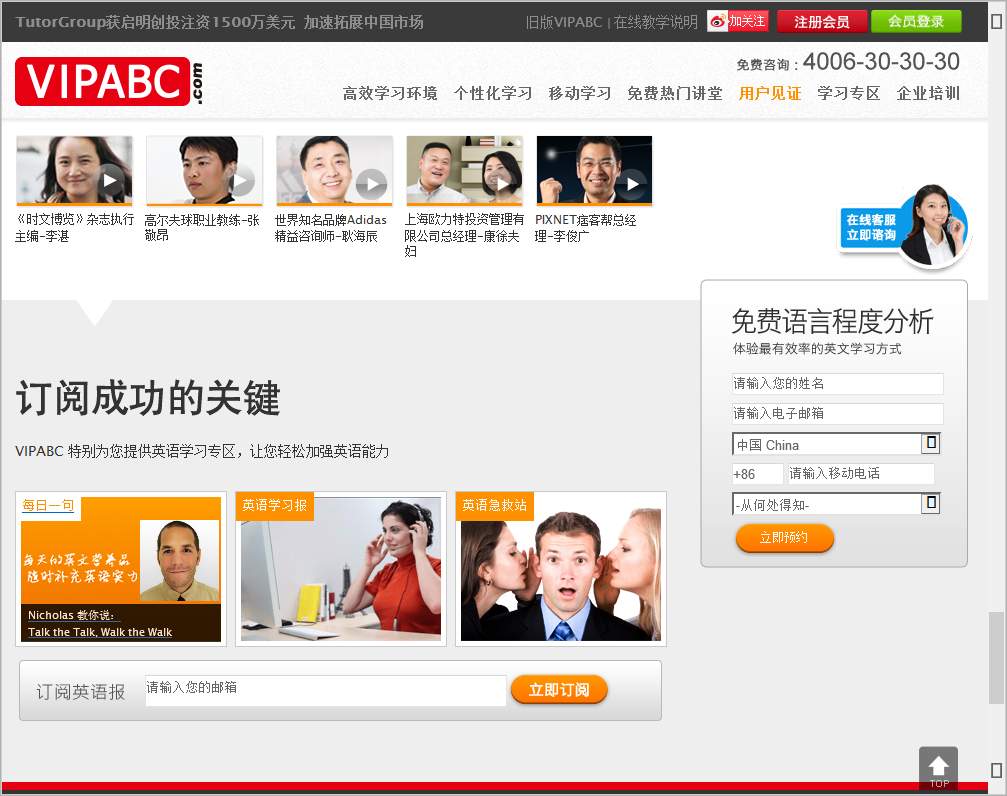 TutorGroup获启明创投注资1500万美元 加速拓展中国市场
旧版VIPABC | 在线教学说明
加关注
注册会员
会员登录
VIPABC.com
免费咨询：4006-30-30-30
高效学习环境 个性化学习 移动学习 免费热门讲堂 用户见证 学习专区 企业培训
《时文博览》杂志执行
主编-李湛
高尔夫球职业教练-张
敬昂
世界知名品牌Adidas
精益咨询师-耿海辰
上海欧力特投资管理有
限公司总经理-康徐夫
妇
PIXNET痞客帮总经
理-李俊广
在线客服
立即谘询
免费语言程度分析
体验最有效率的英文学习方式
请输入您的姓名
请输入电子邮箱
中国 China
+86 请输入移动电话
-从何处得知-
立即预约
订阅成功的关键
VIPABC 特别为您提供英语学习专区，让您轻松加强英语能力
每日一句
当天的英文营养品
随时补充英语实力
Nicholas 教你说：
Talk the Talk, Walk the Walk
英语学习报
英语急救站
订阅英语报
请输入您的邮箱
立即订阅
TOP